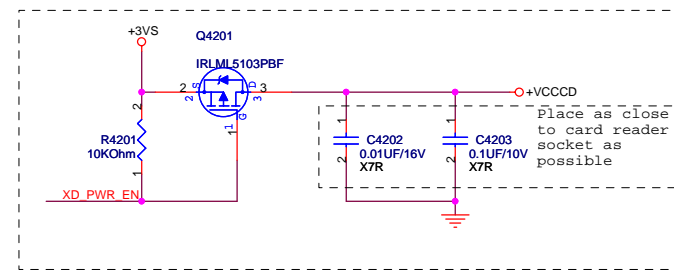 +3VS
Q4201
IRLML5103PBF
2
2
S
D
3
3
+VCCCD
1
1
G
2
R4201
10KOhm
1
XD_PWR_EN
1
2
C4202
0.01UF/16V
X7R
1
2
C4203
0.1UF/10V
X7R
Place as close
to card reader
socket as
possible